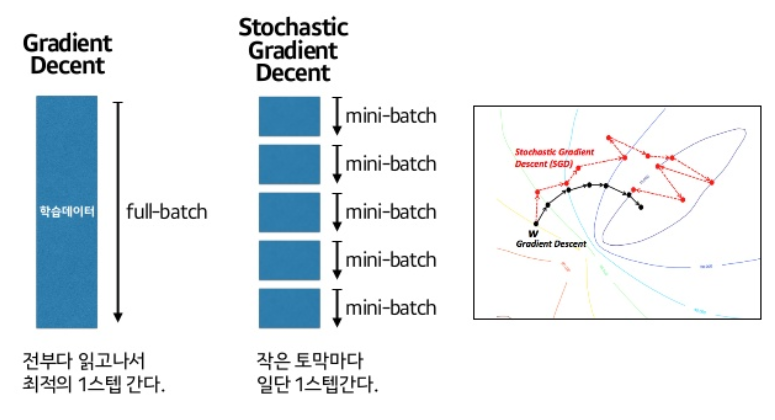 Gradient
Decent
학습데이터
full-batch
전부다 읽고나서
최적의 1스텝 간다.
Stochastic
Gradient
Decent
mini-batch
mini-batch
mini-batch
mini-batch
mini-batch
작은 토막마다
일단 1스텝간다.
Stochastic Gradient
Descent (SGD)
W
Gradient Descent